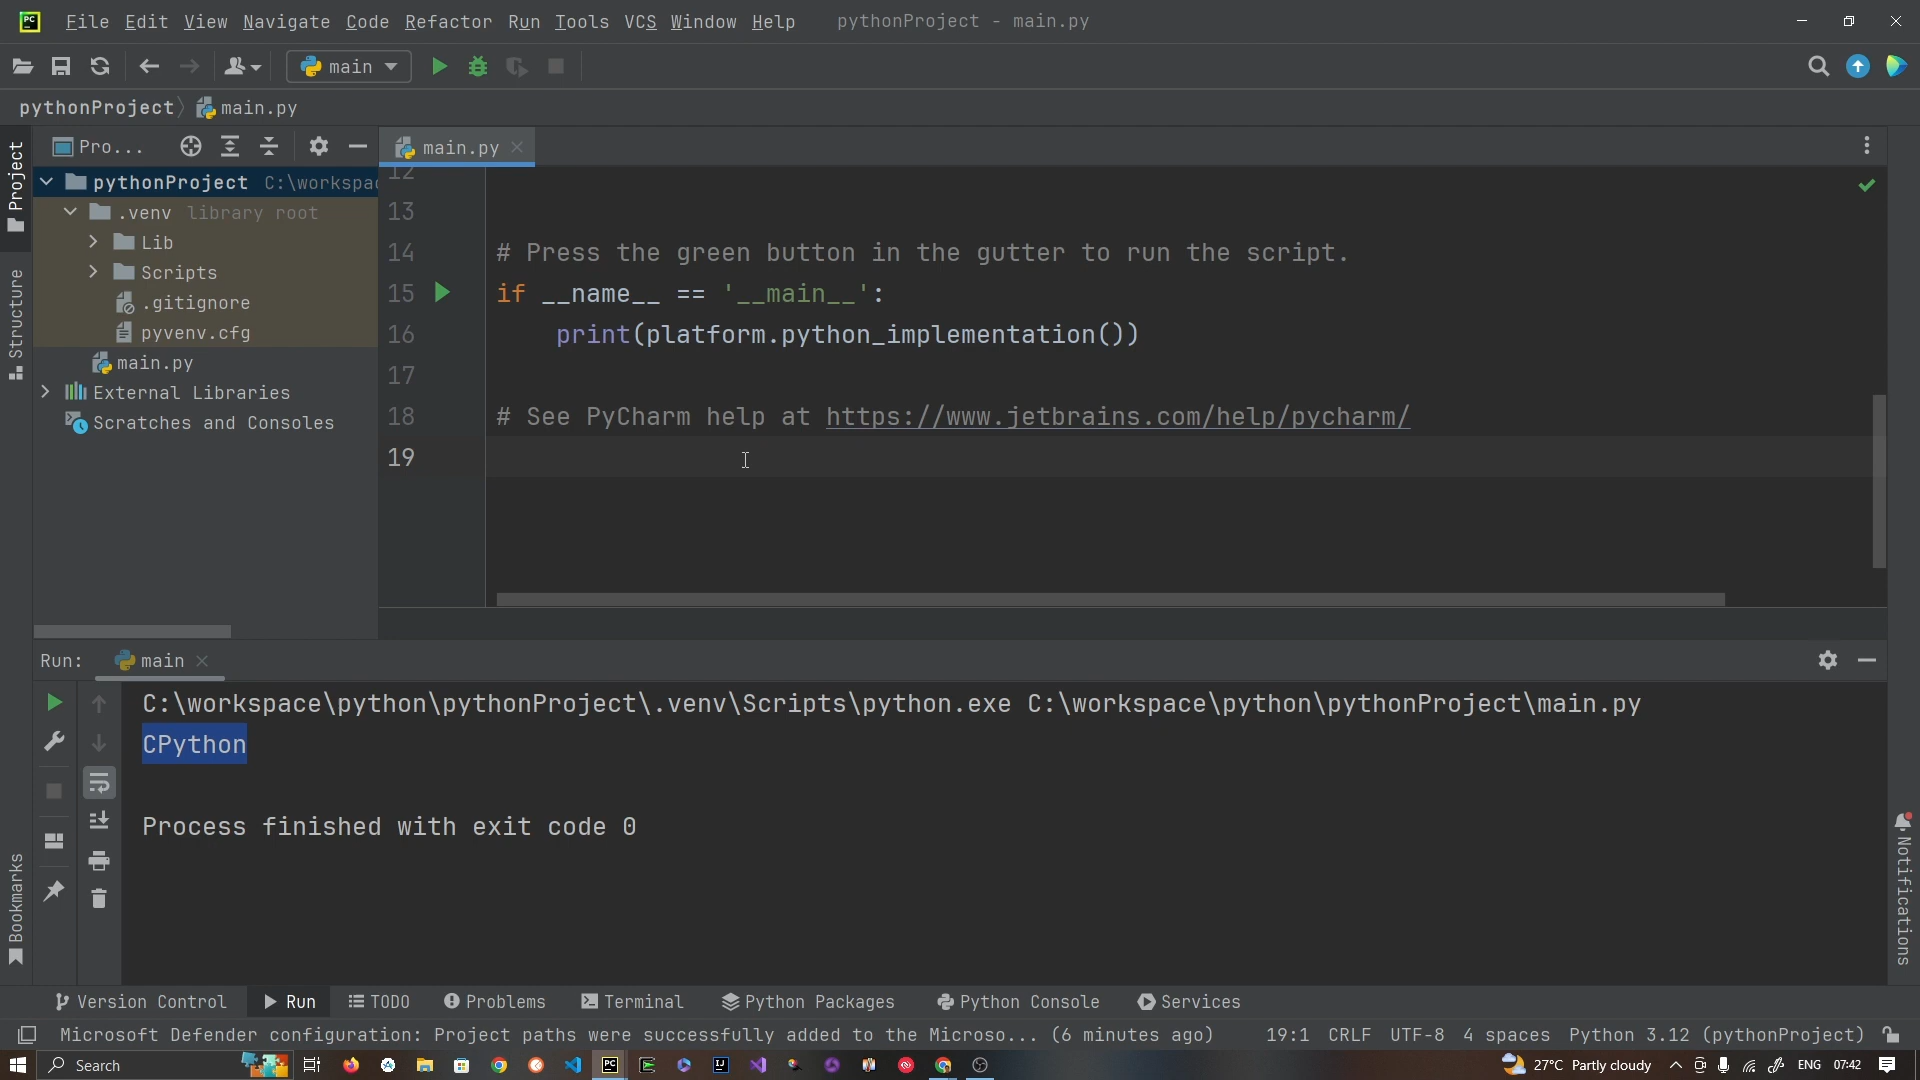 PC File Edit View Navigate Code Refactor Run Tools VCS Window Help pythonProject - main.py
main
pythonProject main.py
Project
Structure
Bookmarks
Pro...
pythonProject C:\workspac
.venv library root
Lib
Scripts
.gitignore
pyvenv.cfg
main.py
External Libraries
Scratches and Consoles
main.py
12
13
14 # Press the green button in the gutter to run the script.
15 if __name__ == '__main__':
16 print(platform.python_implementation())
17
18 # See PyCharm help at https://www.jetbrains.com/help/pycharm/
19
Run: main
C:\workspace\python\pythonProject\.venv\Scripts\python.exe C:\workspace\python\pythonProject\main.py
CPython
Process finished with exit code 0
Notifications
Version Control Run TODO Problems Terminal Python Packages Python Console Services
Microsoft Defender configuration: Project paths were successfully added to the Microso... (6 minutes ago) 19:1 CRLF UTF-8 4 spaces Python 3.12 (pythonProject)
Search PC IJ 27°C Partly cloudy ENG 07:42